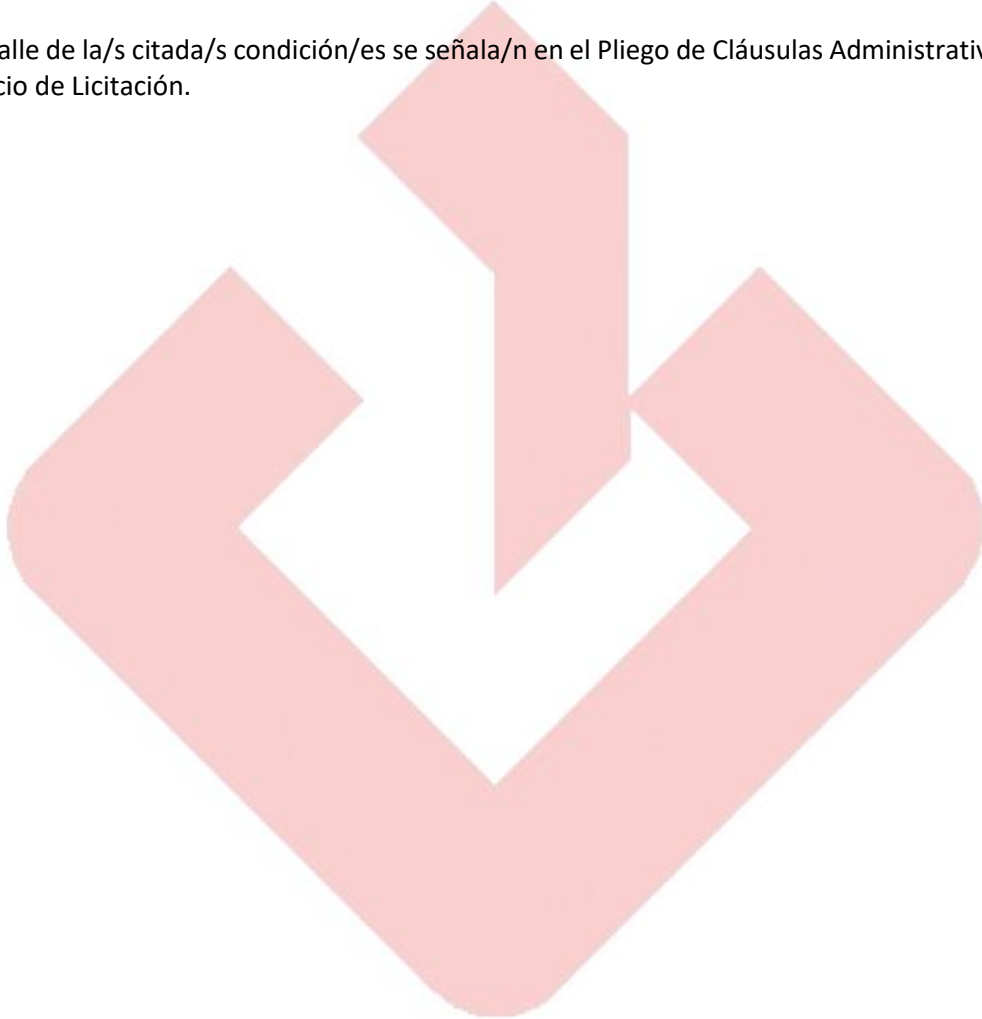 alle de la/s citada/s condición/es se señala/n en el Pliego de Cláusulas Administrativ
cio de Licitación.